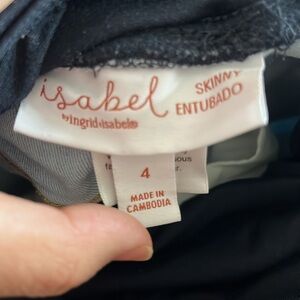 isabel
by ingrid+isabel®
SKINNY
ENTUBADO
4
MADE IN
CAMBODIA